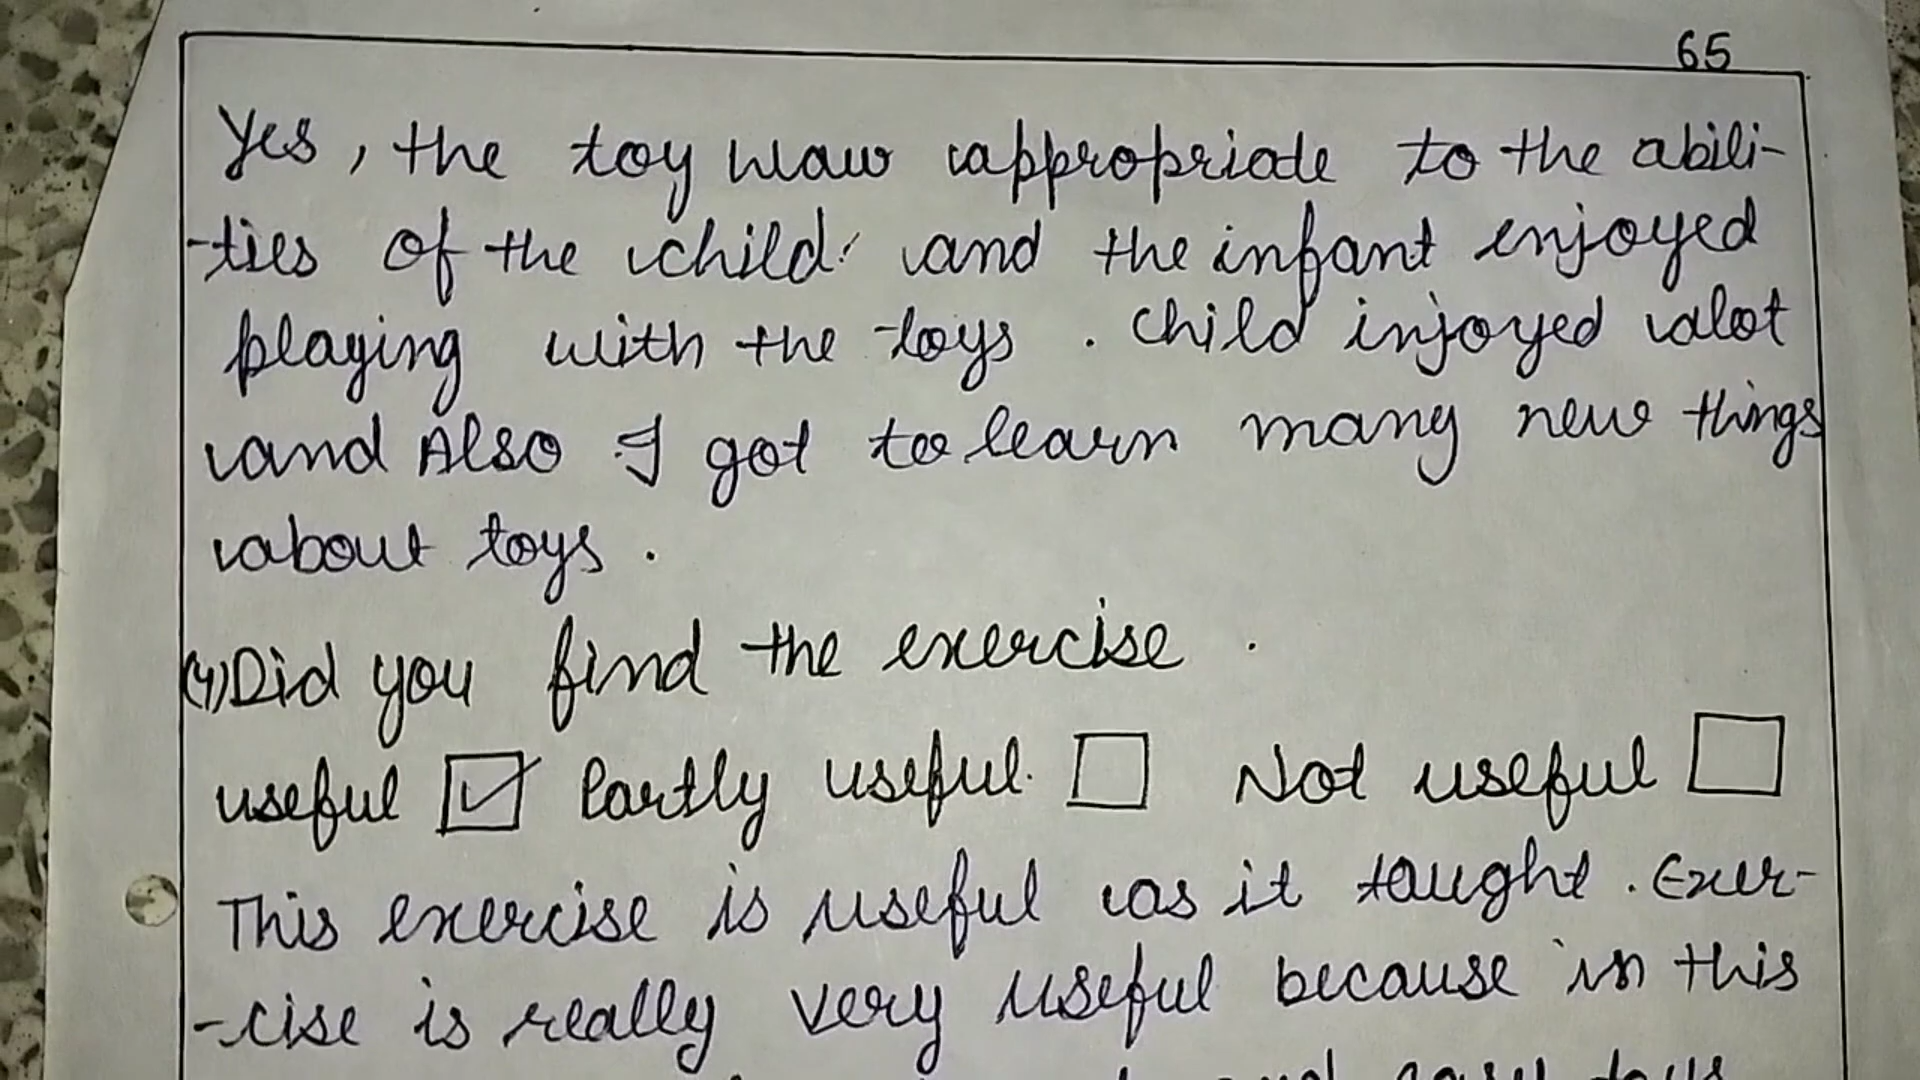 65
Yes, the toy waw appropriate to the abili-
-ties of the child and the infant enjoyed
playing with the toys . Child injoyed alot
and Also I got to learn many new things
about toys .
(4) Did you find the exercise .
useful ☑ Partly useful. ☐ Not useful ☐
This exercise is useful as it taught . Exer-
-cise is really very useful because in this
easy toys